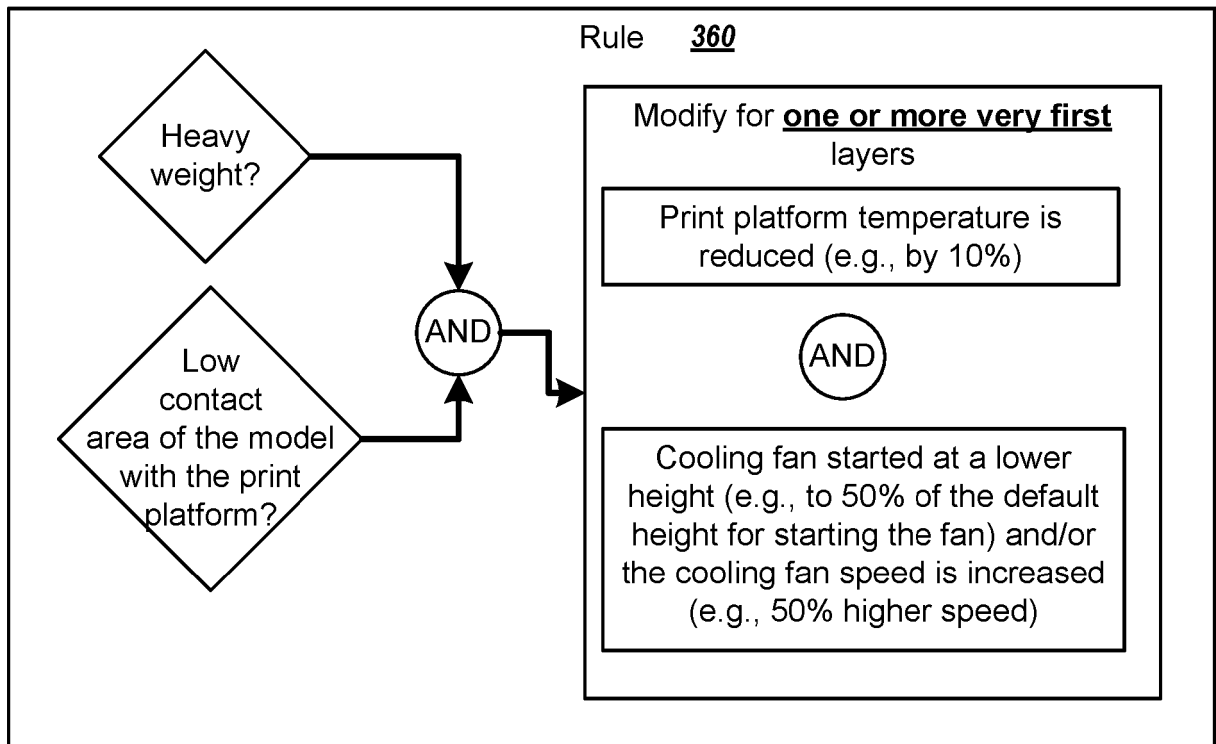 Rule 360
Heavy
weight?
Low
contact
area of the model
with the print
platform?
AND
Modify for one or more very first
layers
Print platform temperature is
reduced (e.g., by 10%)
AND
Cooling fan started at a lower
height (e.g., to 50% of the default
height for starting the fan) and/or
the cooling fan speed is increased
(e.g., 50% higher speed)